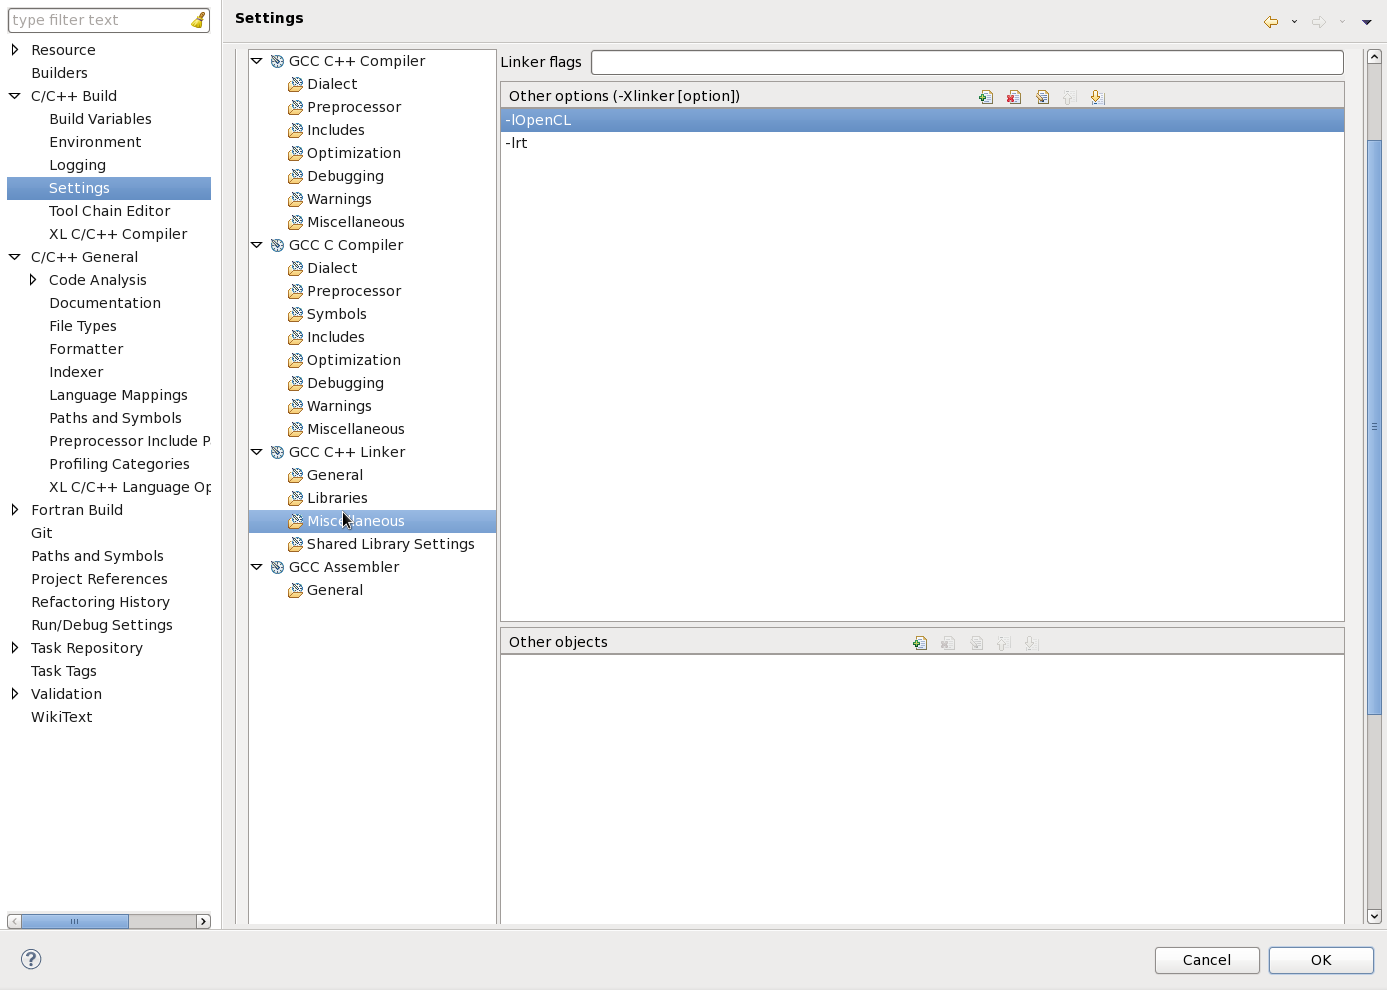 type filter text
Resource
Builders
C/C++ Build
Build Variables
Environment
Logging
Settings
Tool Chain Editor
XL C/C++ Compiler
C/C++ General
Code Analysis
Documentation
File Types
Formatter
Indexer
Language Mappings
Paths and Symbols
Preprocessor Include P
Profiling Categories
XL C/C++ Language Op
Fortran Build
Git
Paths and Symbols
Project References
Refactoring History
Run/Debug Settings
Task Repository
Task Tags
Validation
WikiText
Settings
GCC C++ Compiler
Dialect
Preprocessor
Includes
Optimization
Debugging
Warnings
Miscellaneous
GCC C Compiler
Dialect
Preprocessor
Symbols
Includes
Optimization
Debugging
Warnings
Miscellaneous
GCC C++ Linker
General
Libraries
Miscellaneous
Shared Library Settings
GCC Assembler
General
Linker flags
Other options (-Xlinker [option])
-lOpenCL
-lrt
Other objects
Cancel
OK